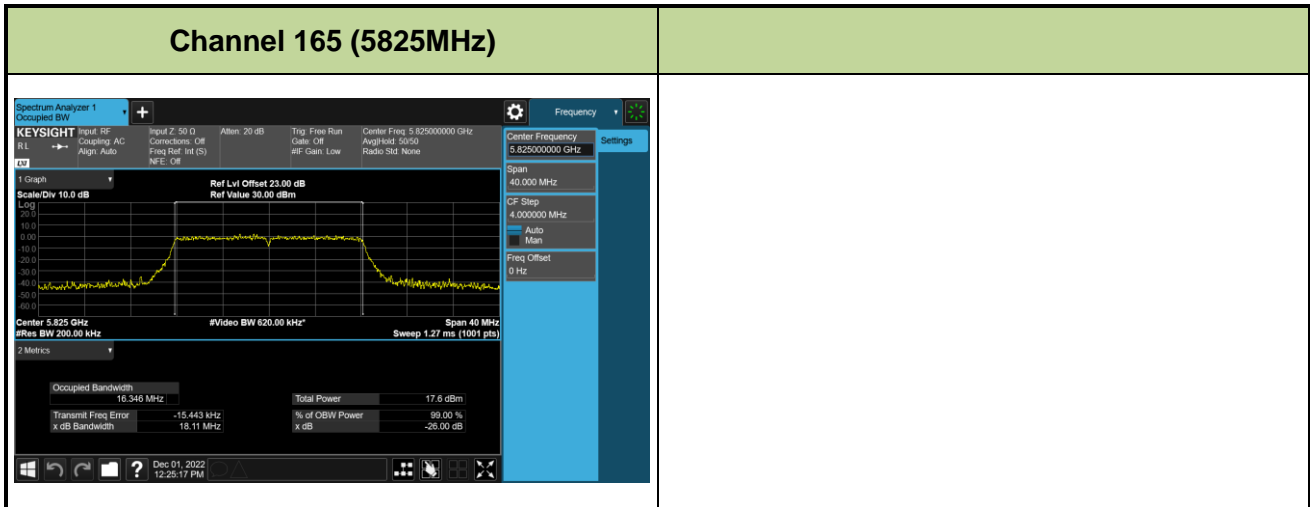 Channel 165 (5825MHz)
Spectrum Analyzer 1
Occupied BW
Frequency
KEYSIGHT
R L
LXI
Input: RF
Coupling: AC
Align: Auto
Input Z: 50 Ω
Corrections: Off
Freq Ref: Int (S)
NFE: Off
Atten: 20 dB
Trig: Free Run
Gate: Off
#IF Gain: Low
Center Freq: 5.825000000 GHz
Avg|Hold: 50/50
Radio Std: None
Center Frequency
5.825000000 GHz
Settings
Span
40.000 MHz
CF Step
4.000000 MHz
Auto
Man
Freq Offset
0 Hz
1 Graph
Scale/Div 10.0 dB
Ref Lvl Offset 23.00 dB
Ref Value 30.00 dBm
Log
20.0
10.0
0.00
-10.0
-20.0
-30.0
-40.0
-50.0
-60.0
Center 5.825 GHz
#Video BW 620.00 kHz*
Span 40 MHz
#Res BW 200.00 kHz
Sweep 1.27 ms (1001 pts)
2 Metrics
Occupied Bandwidth
16.346 MHz
Total Power 17.6 dBm
Transmit Freq Error -15.443 kHz
% of OBW Power 99.00 %
x dB Bandwidth 18.11 MHz
x dB -26.00 dB
?
Dec 01, 2022
12:25:17 PM